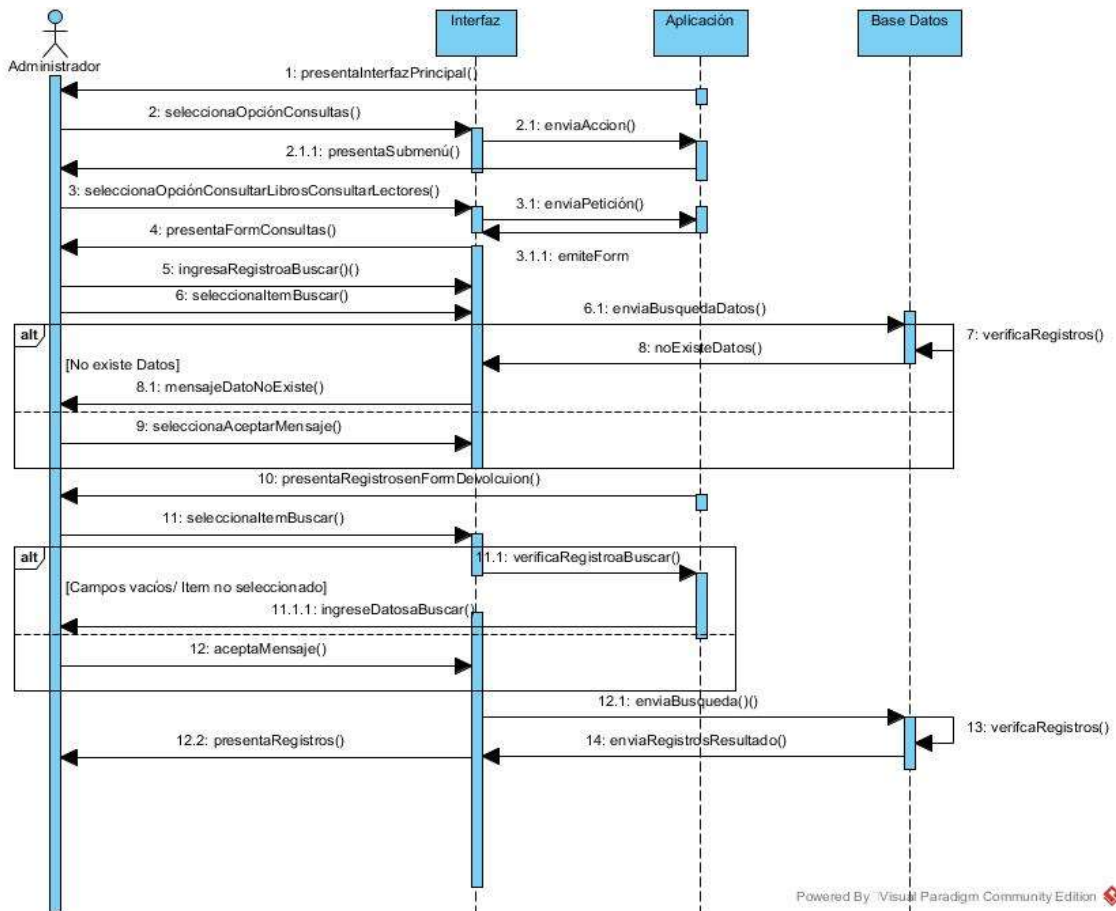 Interfaz
Aplicación
Base Datos
Administrador
1: presentaInterfazPrincipal()
2: seleccionaOpciónConsultas()
2.1: enviaAccion()
2.1.1: presentaSubmenú()
3: seleccionaOpciónConsultarLibrosConsultarLectores()
3.1: enviaPetición()
4: presentaFormConsultas()
3.1.1: emiteForm
5: ingresaRegistroaBuscar()()
6: seleccionaItemBuscar()
6.1: enviaBusquedaDatos()
alt
7: verificaRegistros()
8: noExisteDatos()
[No existe Datos]
8.1: mensajeDatoNoExiste()
9: seleccionaAceptarMensaje()
10: presentaRegistrosenFormDevolcuion()
11: seleccionaItemBuscar()
alt
11.1: verificaRegistroaBuscar()
[Campos vacíos/ Item no seleccionado]
11.1.1: ingreseDatosaBuscar()
12: aceptaMensaje()
12.1: enviaBusqueda()()
13: verifcaRegistros()
12.2: presentaRegistros()
14: enviaRegistrosResultado()
Powered By Visual Paradigm Community Edition